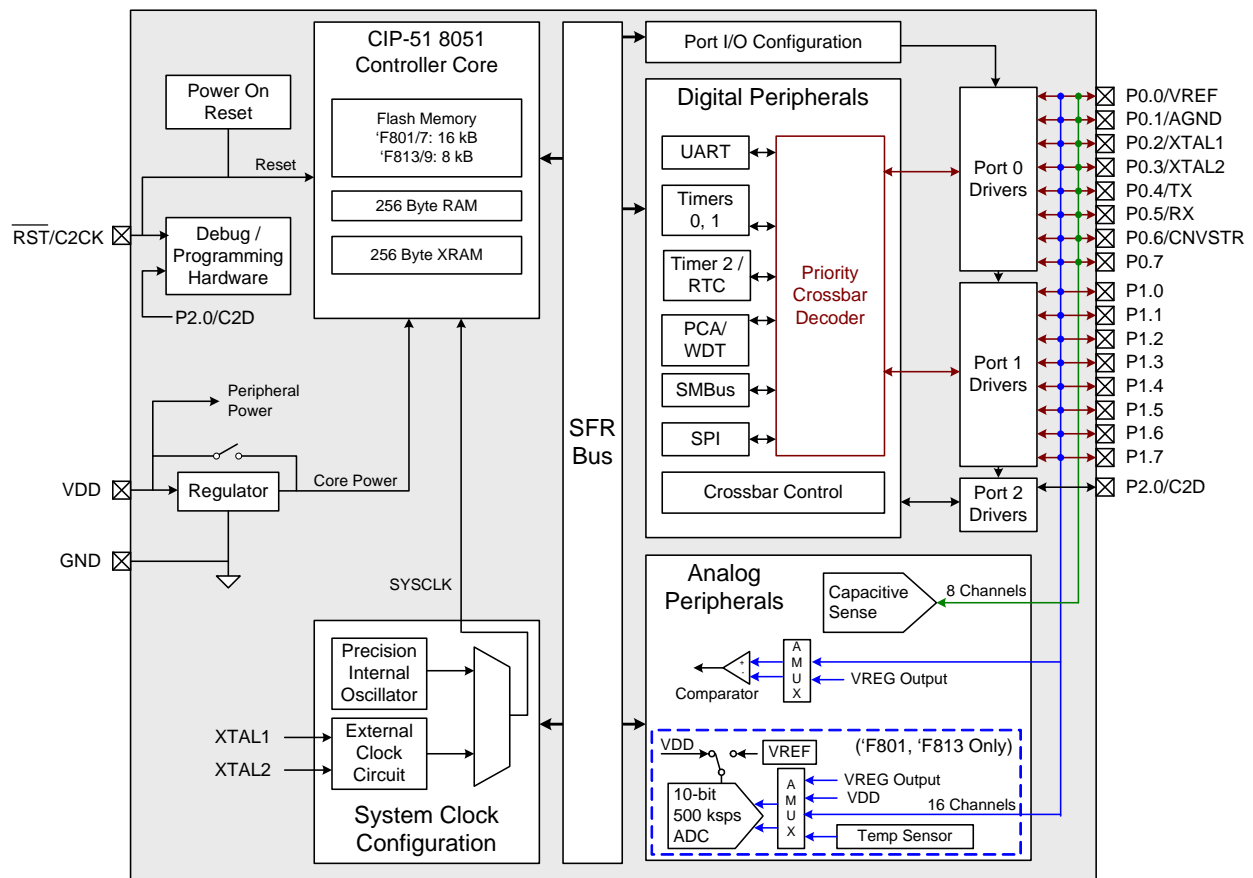 CIP-51 8051
Controller Core
Flash Memory
‘F801/7: 16 kB
‘F813/9: 8 kB
256 Byte RAM
256 Byte XRAM
Power On
Reset
Reset
RST/C2CK
Debug /
Programming
Hardware
P2.0/C2D
Peripheral
Power
VDD
Regulator
Core Power
GND
SYSCLK
Precision
Internal
Oscillator
XTAL1
XTAL2
External
Clock
Circuit
System Clock
Configuration
SFR
Bus
Port I/O Configuration
Digital Peripherals
UART
Timers
0, 1
Timer 2 /
RTC
PCA/
WDT
SMBus
SPI
Priority
Crossbar
Decoder
Crossbar Control
Port 0
Drivers
Port 1
Drivers
Port 2
Drivers
P0.0/VREF
P0.1/AGND
P0.2/XTAL1
P0.3/XTAL2
P0.4/TX
P0.5/RX
P0.6/CNVSTR
P0.7
P1.0
P1.1
P1.2
P1.3
P1.4
P1.5
P1.6
P1.7
P2.0/C2D
Analog
Peripherals
Capacitive
Sense
8 Channels
+
-
Comparator
AMUX
VREG Output
(‘F801, ‘F813 Only)
VDD
VREF
10-bit
500 ksps
ADC
AMUX
VREG Output
VDD
16 Channels
Temp Sensor